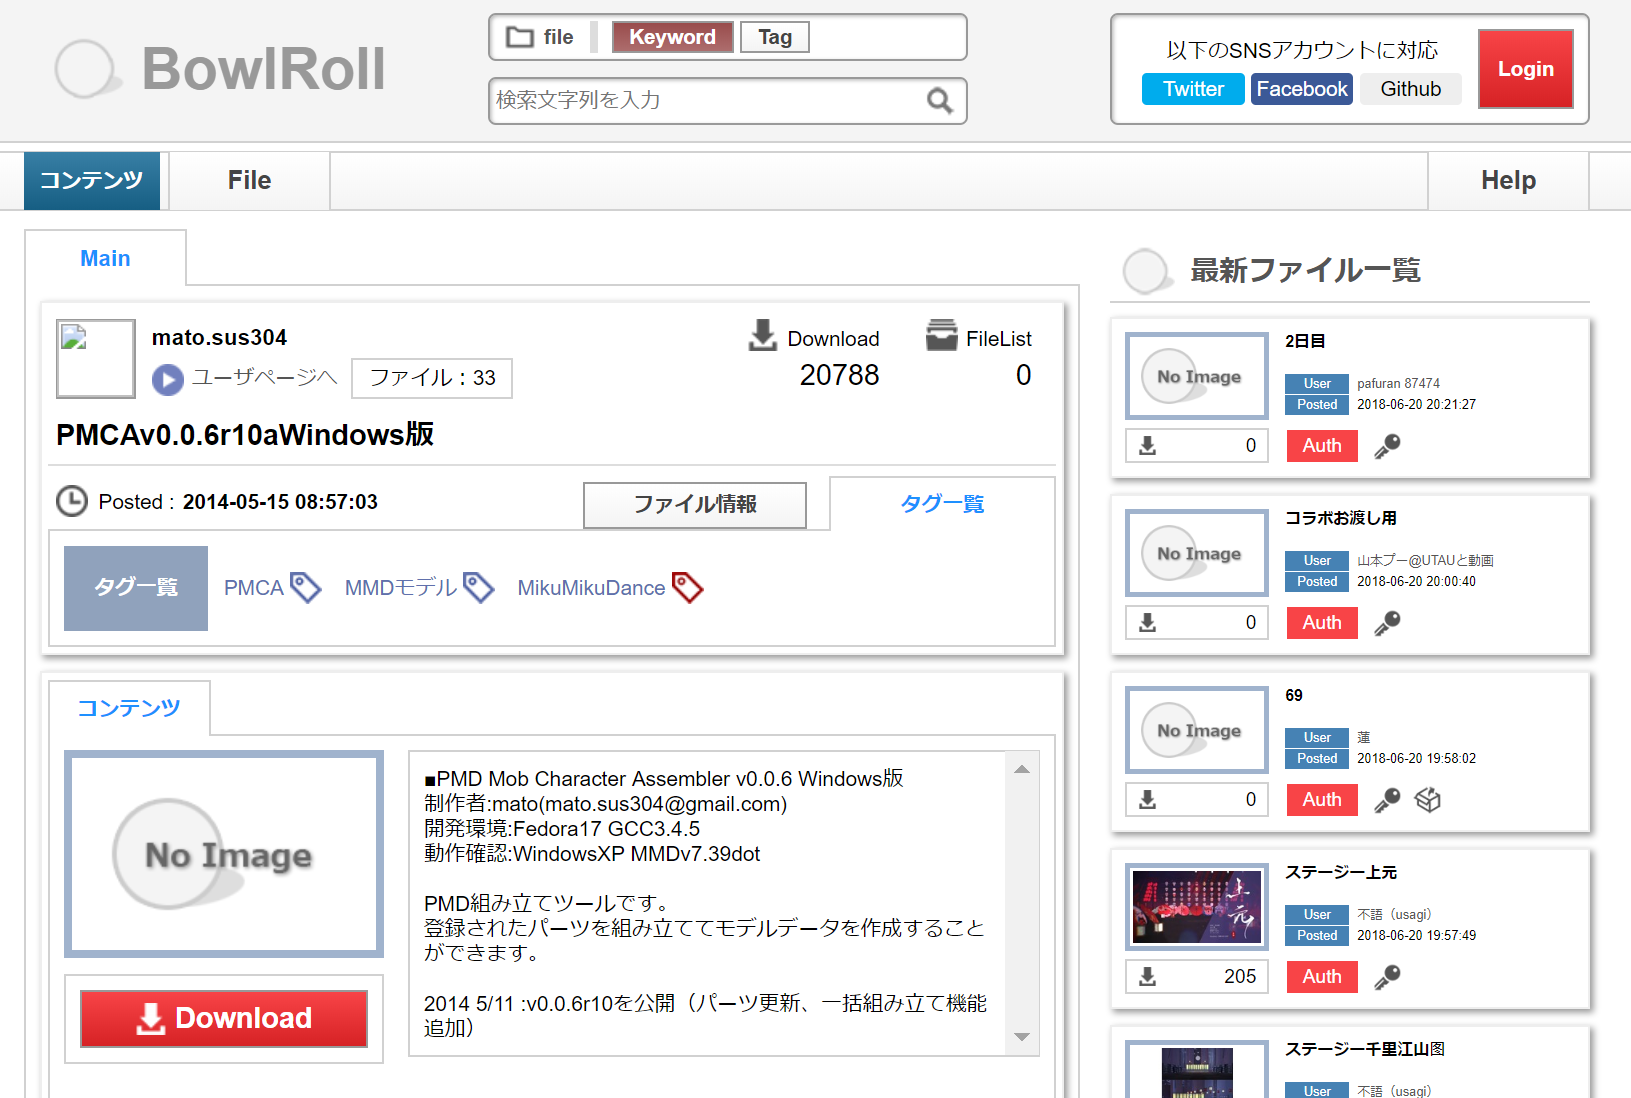 BowlRoll
file Keyword Tag
検索文字列を入力
以下のSNSアカウントに対応
Twitter Facebook Github
Login
コンテンツ File Help
Main
mato.sus304
ユーザページへ ファイル : 33
Download
20788
FileList
0
PMCAv0.0.6r10aWindows版
Posted : 2014-05-15 08:57:03
ファイル情報 タグ一覧
タグ一覧 PMCA MMDモデル MikuMikuDance
コンテンツ
No Image
Download
■PMD Mob Character Assembler v0.0.6 Windows版
制作者:mato(mato.sus304@gmail.com)
開発環境:Fedora17 GCC3.4.5
動作確認:WindowsXP MMDv7.39dot
PMD組み立てツールです。
登録されたパーツを組み立ててモデルデータを作成すること
ができます。
2014 5/11 :v0.0.6r10を公開（パーツ更新、一括組み立て機能
追加）
最新ファイル一覧
No Image
2日目
User pafuran 87474
Posted 2018-06-20 20:21:27
0 Auth
No Image
コラボお渡し用
User 山本プー@UTAUと動画
Posted 2018-06-20 20:00:40
0 Auth
No Image
69
User 蓮
Posted 2018-06-20 19:58:02
0 Auth
ステージー上元
上元
User 不語（usagi）
Posted 2018-06-20 19:57:49
205 Auth
ステージー千里江山图
User 不語（usagi）